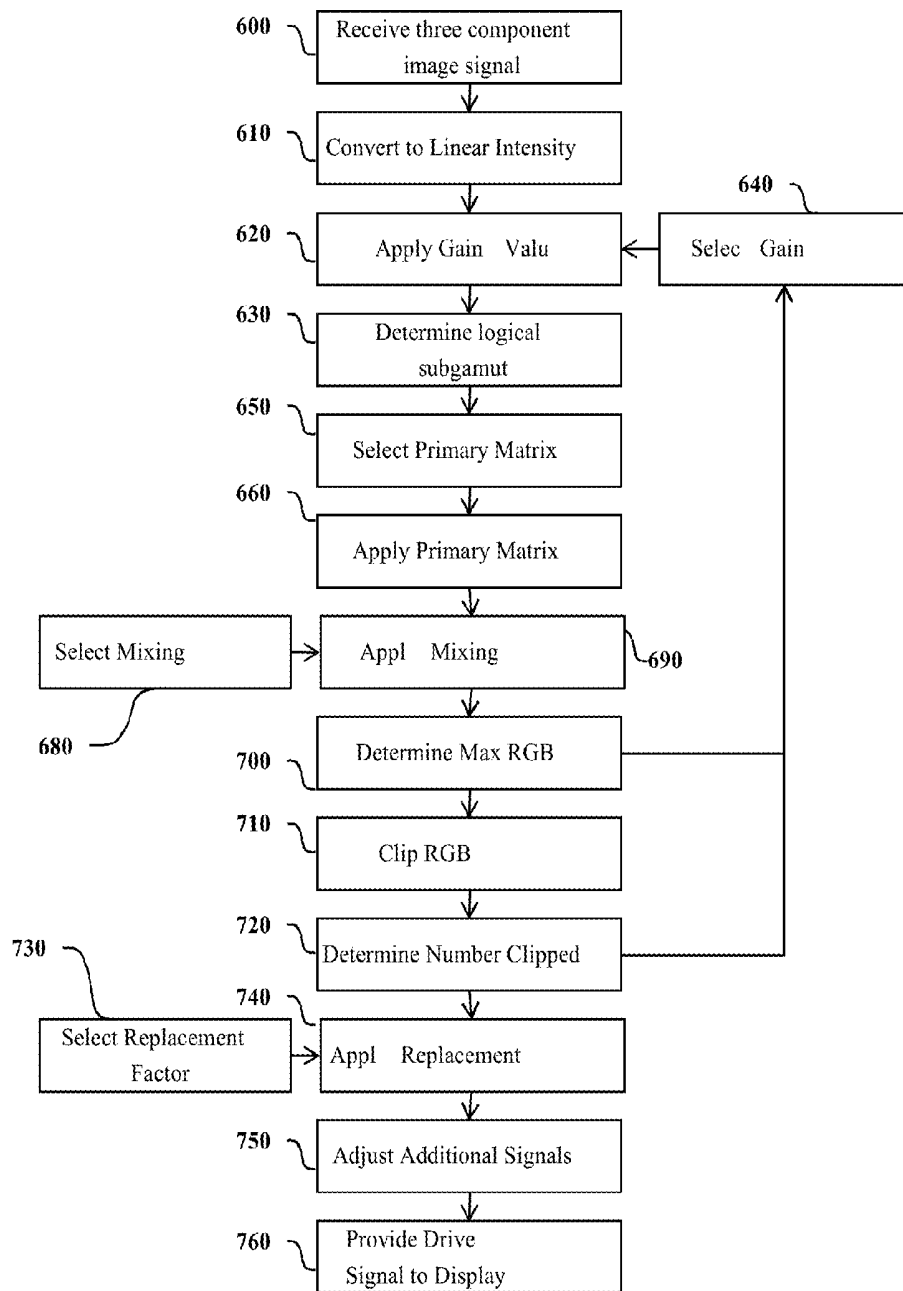 600
Receive three component
image signal
610
Convert to Linear Intensity
640
620
Apply Gain Valu
Selec Gain
630
Determine logical
subgamut
650
Select Primary Matrix
660
Apply Primary Matrix
Select Mixing
Appl Mixing
690
680
Determine Max RGB
700
710
Clip RGB
720
Determine Number Clipped
730
740
Select Replacement
Factor
Appl Replacement
750
Adjust Additional Signals
760
Provide Drive
Signal to Display